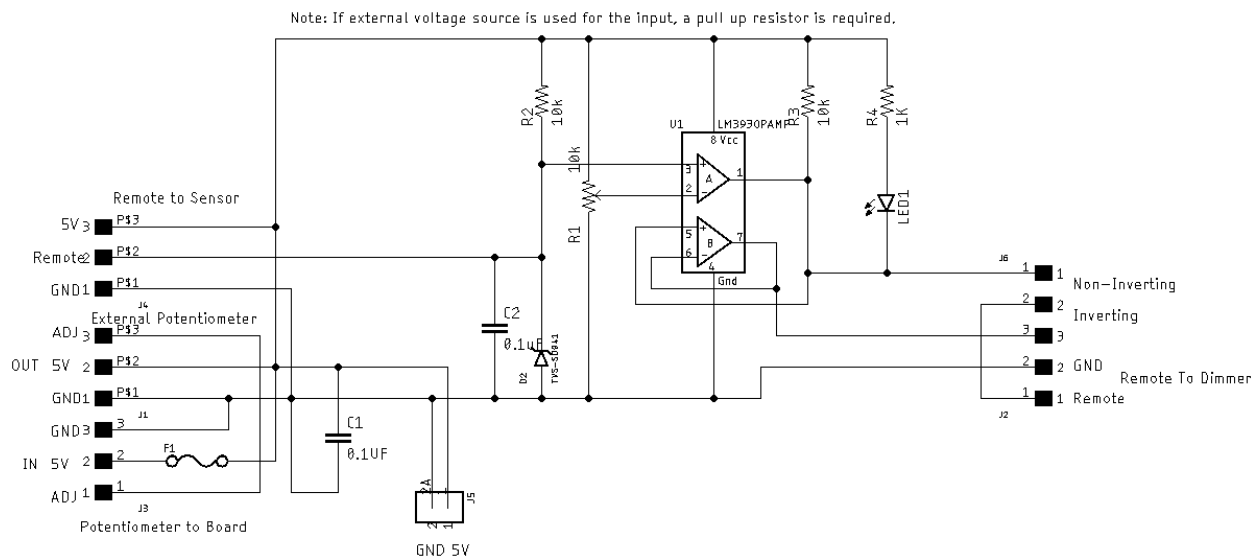 Note: If external voltage source is used for the input, a pull up resistor is required.
R2
10k
10k
R1
U1
LM393OPAMP
8 Vcc
3
2
+
-
A
1
5
6
+
-
B
7
4
Gnd
R3
10k
R4
1K
LED1
Remote to Sensor
5V 3 P$3
Remote 2 P$2
GND 1 P$1
J4
External Potentiometer
ADJ 3 P$3
OUT 5V 2 P$2
GND 1 P$1
J1
GND 3 3
IN 5V 2 2
F1
ADJ 1 1
J3
Potentiometer to Board
C2
0.1uF
D2
TVS-SD9A1
C1
0.1UF
2A
1
J5
2
1
GND 5V
J6
1 1 Non-Inverting
2 2 Inverting
3 3
2 2 GND
Remote To Dimmer
1 1 Remote
J2